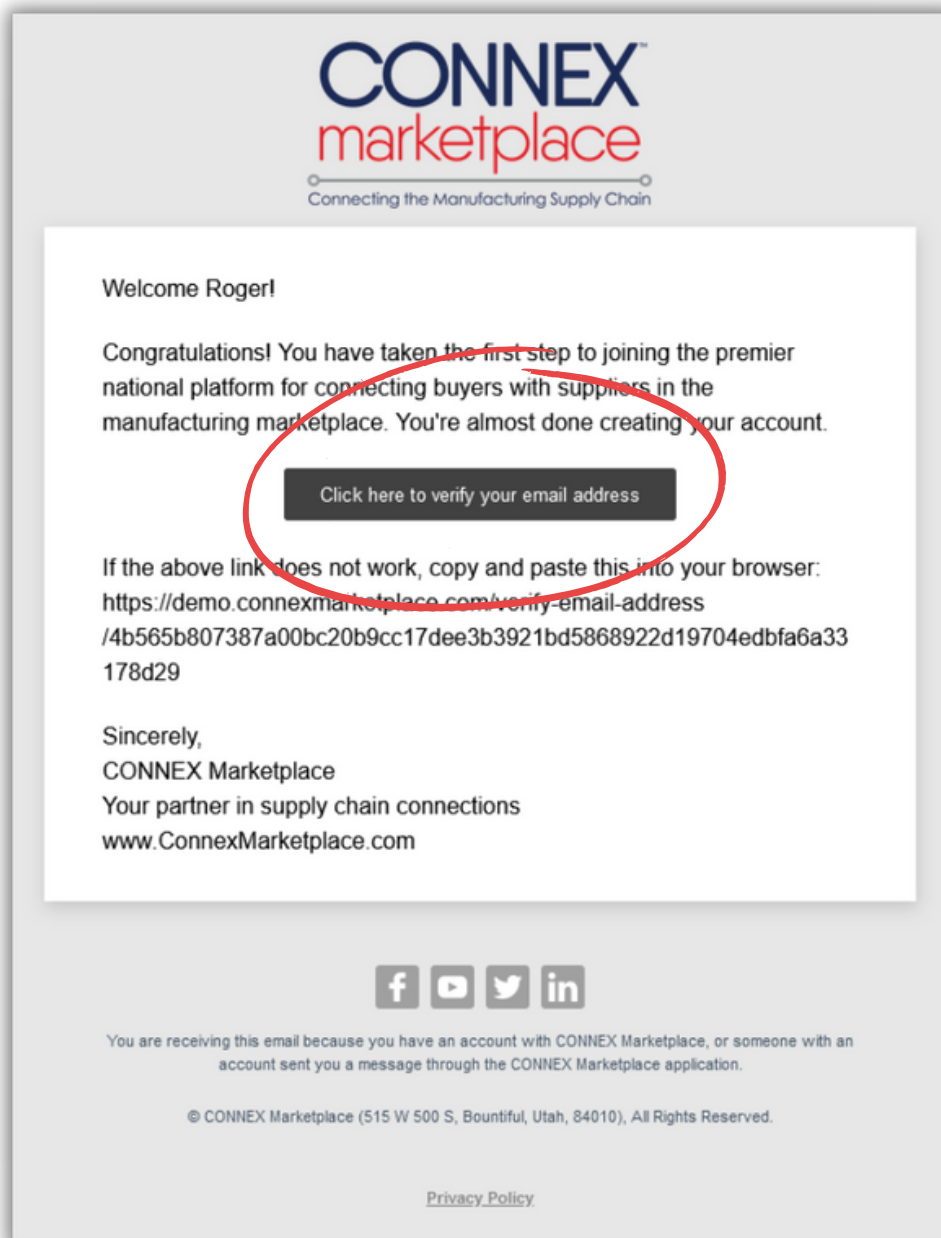 CONNEX™
marketplace
Connecting the Manufacturing Supply Chain
Welcome Roger!
Congratulations! You have taken the first step to joining the premier
national platform for connecting buyers with suppliers in the
manufacturing marketplace. You're almost done creating your account.
Click here to verify your email address
If the above link does not work, copy and paste this into your browser:
https://demo.connexmarketplace.com/verify-email-address
/4b565b807387a00bc20b9cc17dee3b3921bd5868922d19704edbfa6a33
178d29
Sincerely,
CONNEX Marketplace
Your partner in supply chain connections
www.ConnexMarketplace.com
f in
You are receiving this email because you have an account with CONNEX Marketplace, or someone with an
account sent you a message through the CONNEX Marketplace application.
© CONNEX Marketplace (515 W 500 S, Bountiful, Utah, 84010), All Rights Reserved.
Privacy Policy